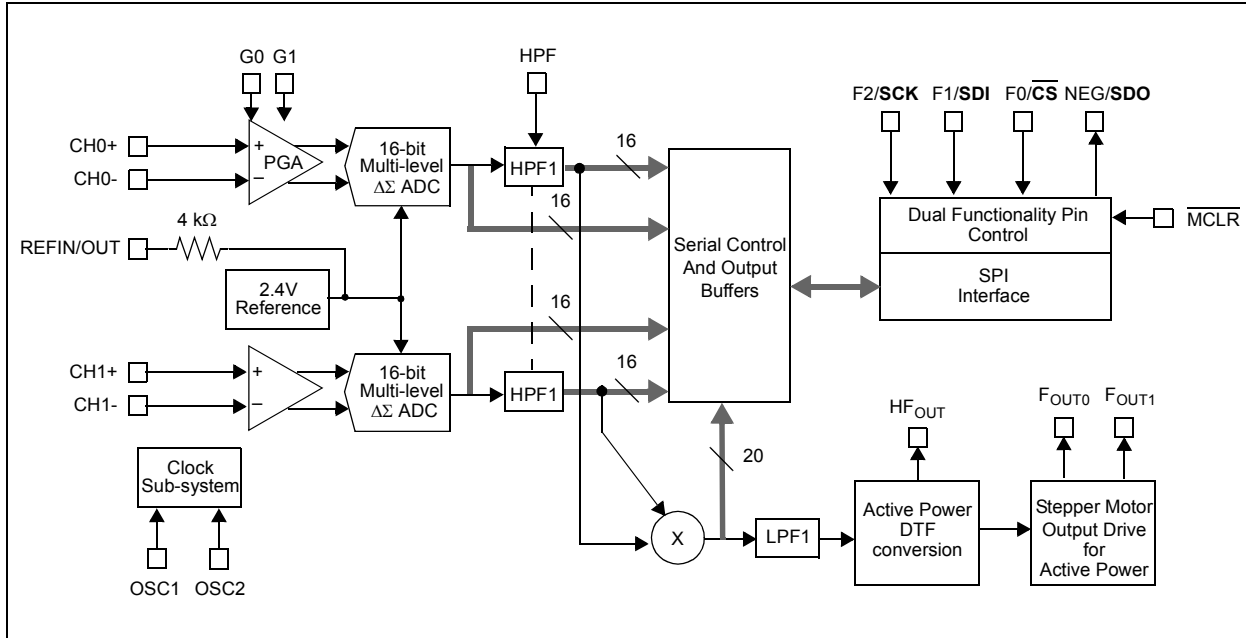 G0 G1
HPF
F2/SCK F1/SDI F0/CS NEG/SDO
CH0+
CH0-
+
PGA
−
16-bit
Multi-level
ΔΣ ADC
HPF1
16
16
Serial Control
And Output
Buffers
Dual Functionality Pin
Control
MCLR
SPI
Interface
4 kΩ
REFIN/OUT
2.4V
Reference
16
16
CH1+
CH1-
+
−
16-bit
Multi-level
ΔΣ ADC
HPF1
20
HFOUT
FOUT0 FOUT1
Clock
Sub-system
OSC1 OSC2
X
LPF1
Active Power
DTF
conversion
Stepper Motor
Output Drive
for
Active Power